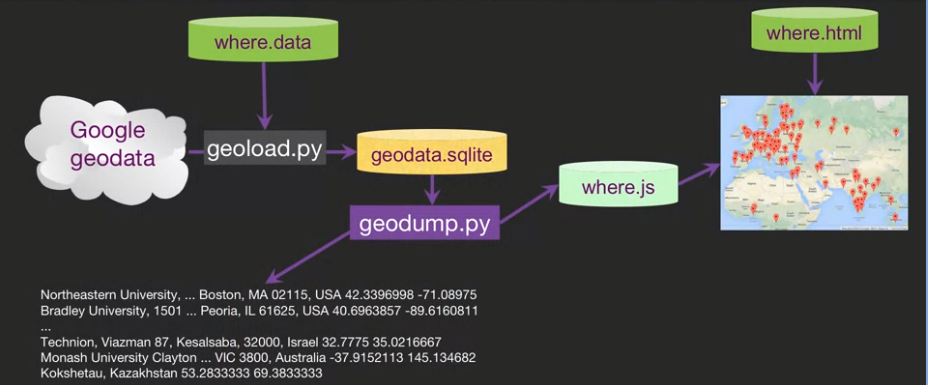 where.data
where.html
Google
geodata
geoload.py
geodata.sqlite
where.js
geodump.py
Northeastern University, ... Boston, MA 02115, USA 42.3396998 -71.08975
Bradley University, 1501 ... Peoria, IL 61625, USA 40.6963857 -89.6160811
...
Technion, Viazman 87, Kesalsaba, 32000, Israel 32.7775 35.0216667
Monash University Clayton ... VIC 3800, Australia -37.9152113 145.134682
Kokshetau, Kazakhstan 53.2833333 69.3833333